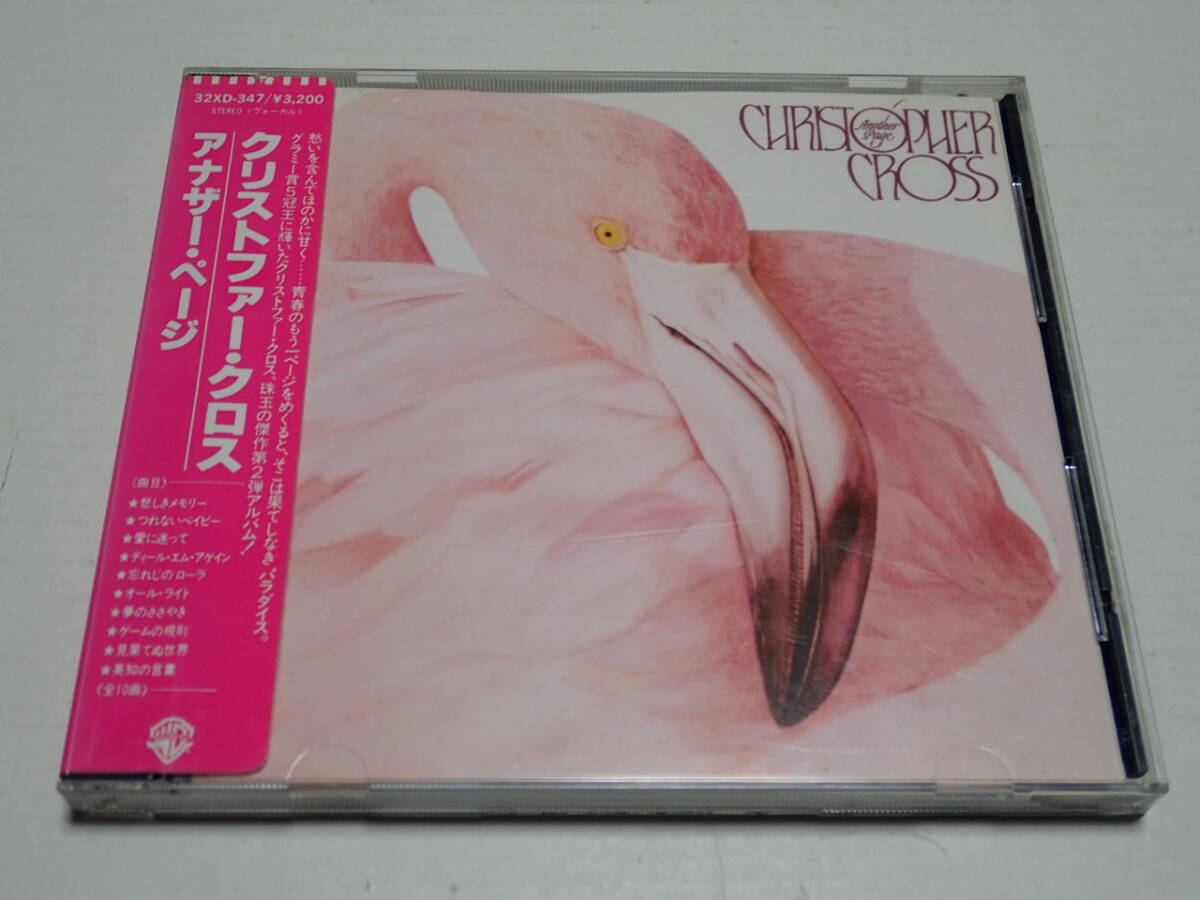 32XD-347/¥3,200
STEREO〈ヴォーカル〉
クリストファー・クロス
アナザー・ページ
愁いを含んでほのかに甘く……青春のもう一ページをめくると、そこは果てしなきパラダイス。
グラミー賞5冠王に輝いたクリストファー・クロス、珠玉の傑作第2弾アルバム!
〈曲目〉
★悲しきメモリー
★つれないベイビー
★愛に迷って
★ディール・エム・アゲイン
★忘れじのローラ
★オール・ライト
★夢のささやき
★ゲームの規則
★見果てぬ世界
★英知の言葉
〈全10曲〉
CHRISTOPHER
Another
Page
CROSS